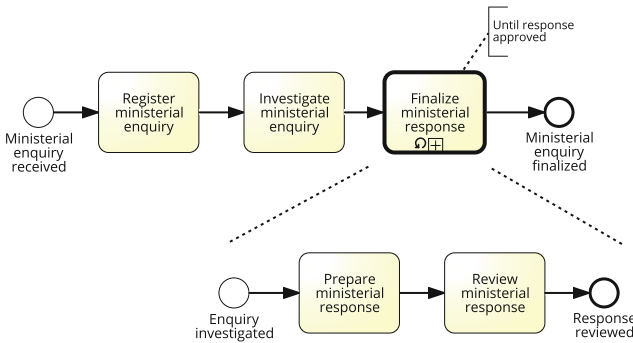 Until response
approved
Register
ministerial
enquiry
Investigate
ministerial
enquiry
Finalize
ministerial
response
Ministerial
enquiry
received
Ministerial
enquiry
finalized
Prepare
ministerial
response
Review
ministerial
response
Enquiry
investigated
Response
reviewed